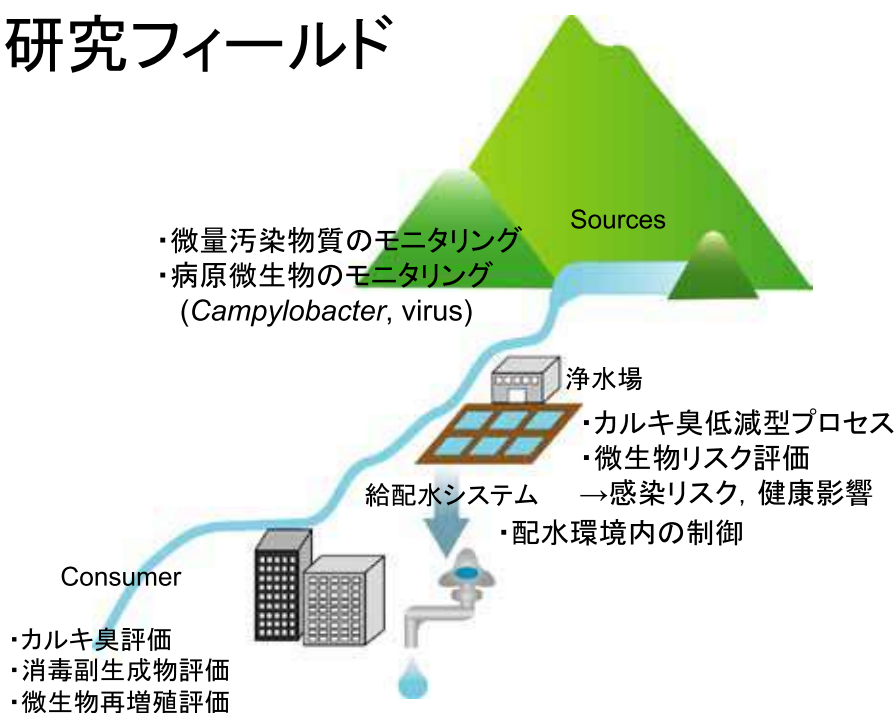 研究フィールド
Sources
・微量汚染物質のモニタリング
・病原微生物のモニタリング
(Campylobacter, virus)
浄水場
・カルキ臭低減型プロセス
・微生物リスク評価
→感染リスク，健康影響
給配水システム
・配水環境内の制御
Consumer
・カルキ臭評価
・消毒副生成物評価
・微生物再増殖評価